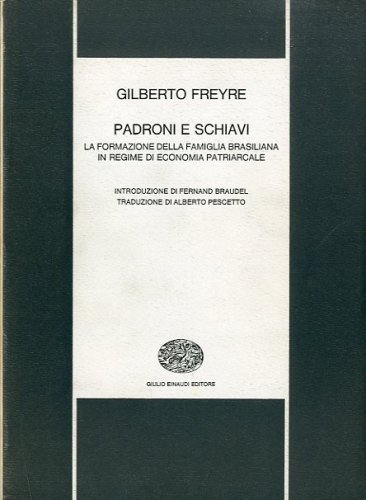 GILBERTO FREYRE
PADRONI E SCHIAVI
LA FORMAZIONE DELLA FAMIGLIA BRASILIANA
IN REGIME DI ECONOMIA PATRIARCALE
INTRODUZIONE DI FERNAND BRAUDEL
TRADUZIONE DI ALBERTO PESCETTO
GIULIO EINAUDI EDITORE